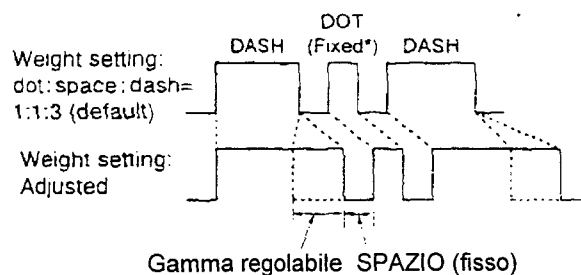 DOT
DASH (Fixed*) DASH
Weight setting:
dot:space:dash=
1:1:3 (default)
Weight setting:
Adjusted
Gamma regolabile SPAZIO (fisso)